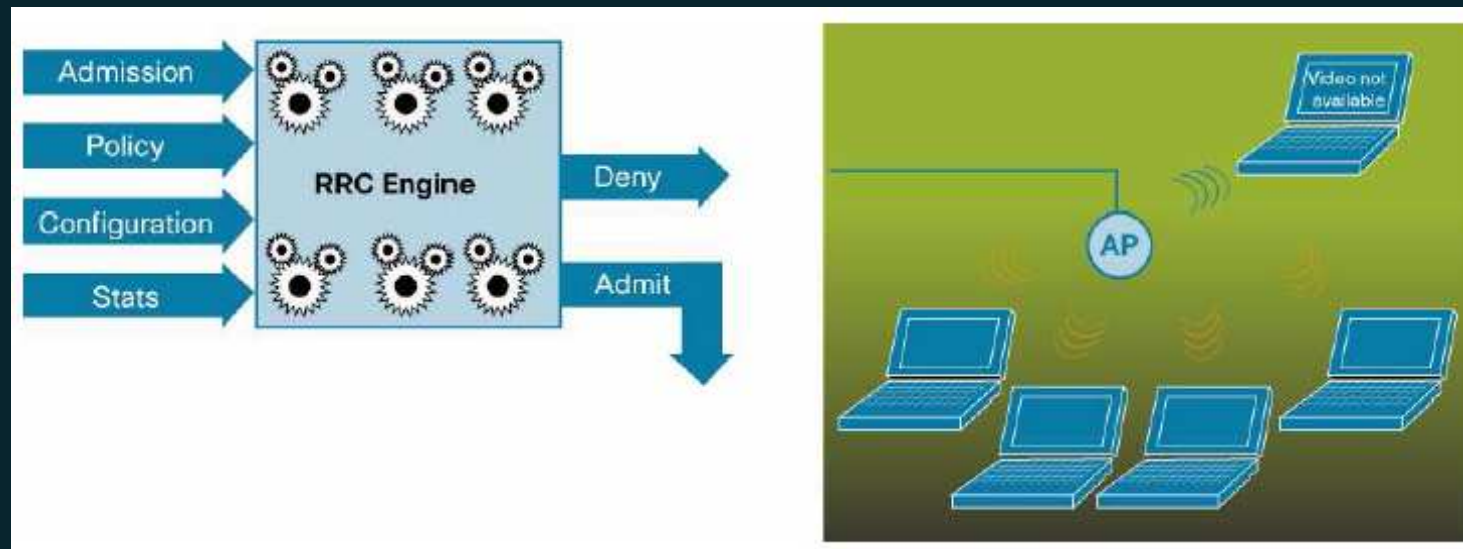 Admission
Policy
Configuration
Stats
RRC Engine
Deny
Admit
Video not
available
AP